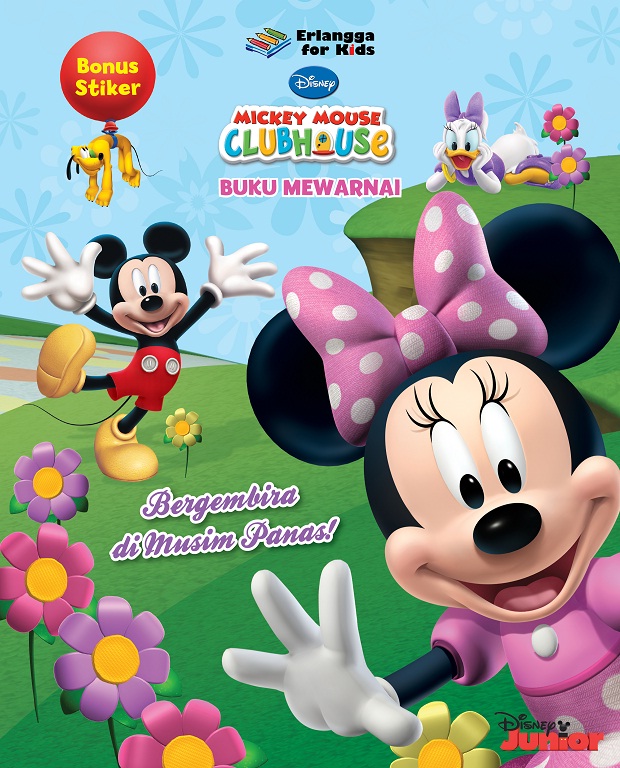 Erlangga
for Kids
Bonus
Stiker
Disney
MICKEY MOUSE
CLUBHOUSE
BUKU MEWARNAI
Bergembira
di Musim Panas!
Disney
Junior